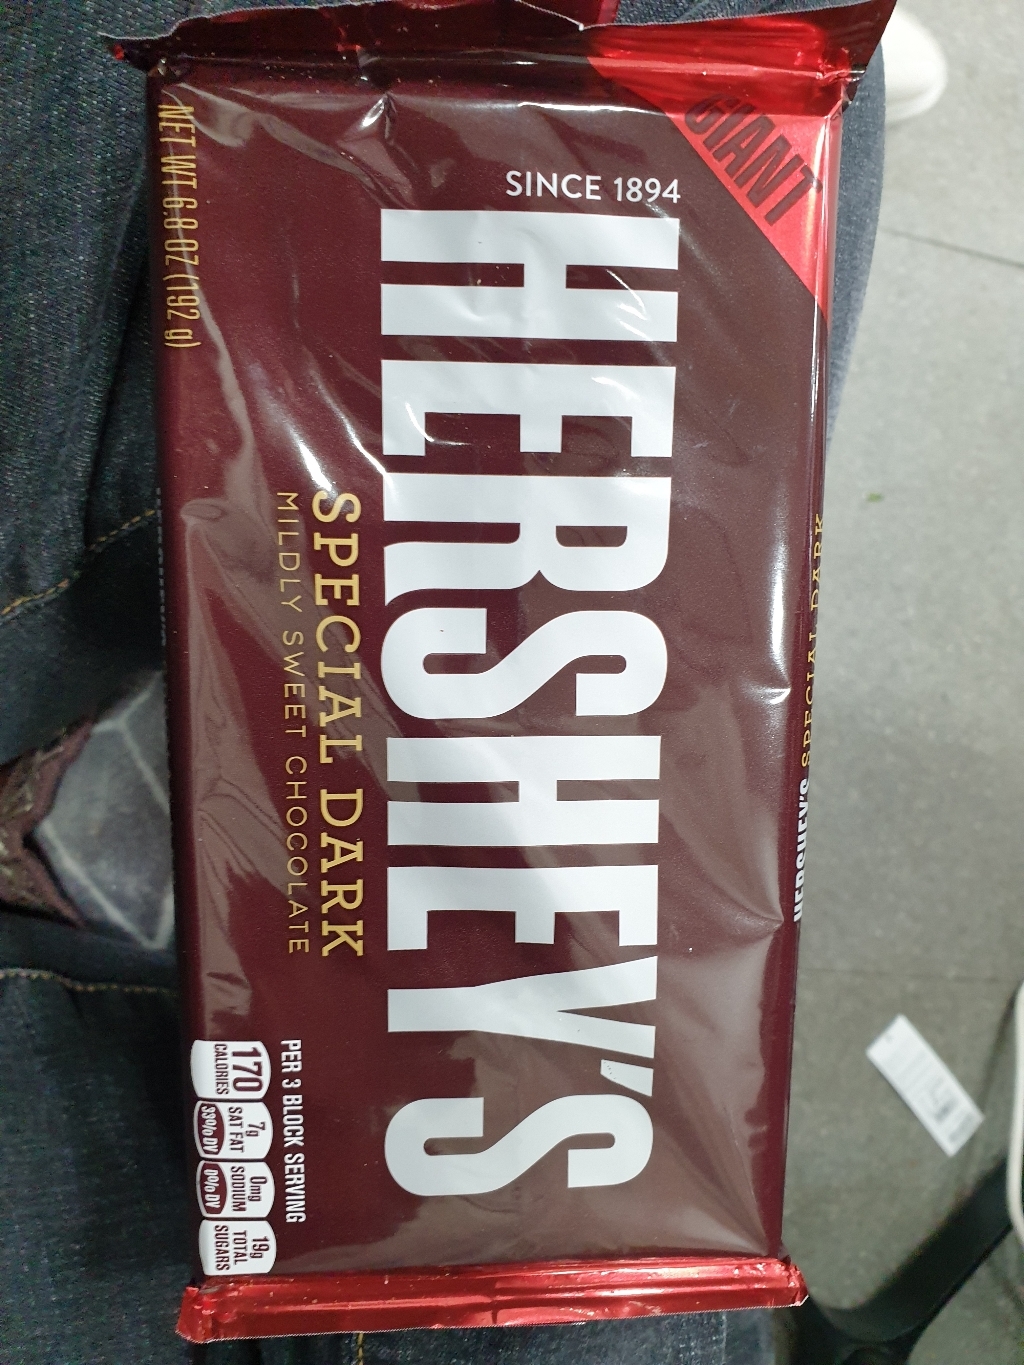 GIANT
SINCE 1894
HERSHEY'S
SPECIAL DARK
MILDLY SWEET CHOCOLATE
NET WT 6.8 OZ (192 g)
PER 3 BLOCK SERVING
170
CALORIES
7g
SAT FAT
33% DV
0mg
SODIUM
0% DV
19g
TOTAL
SUGARS
HERSHEY'S SPECIAL DARK